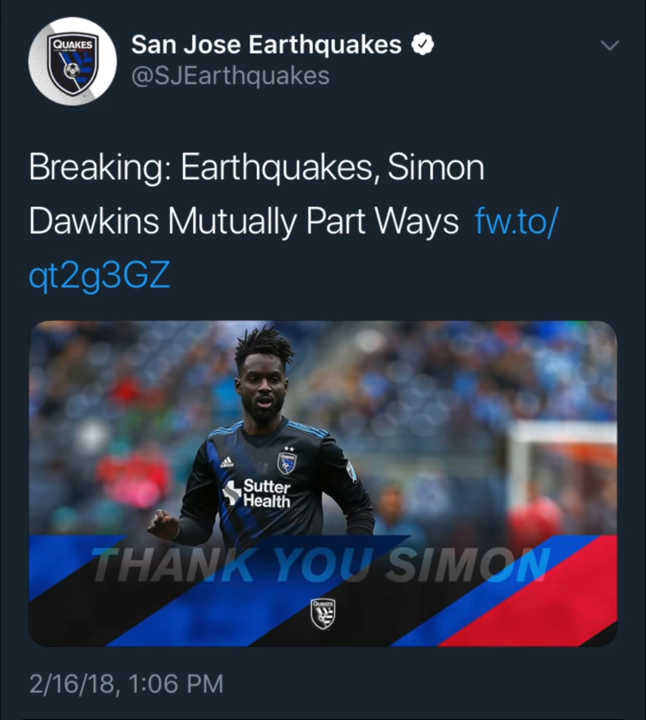 San Jose Earthquakes
@SJEarthquakes
Breaking: Earthquakes, Simon
Dawkins Mutually Part Ways fw.to/
qt2g3GZ
QUAKES
Sutter
Health
THANK YOU SIMON
QUAKES
2/16/18, 1:06 PM